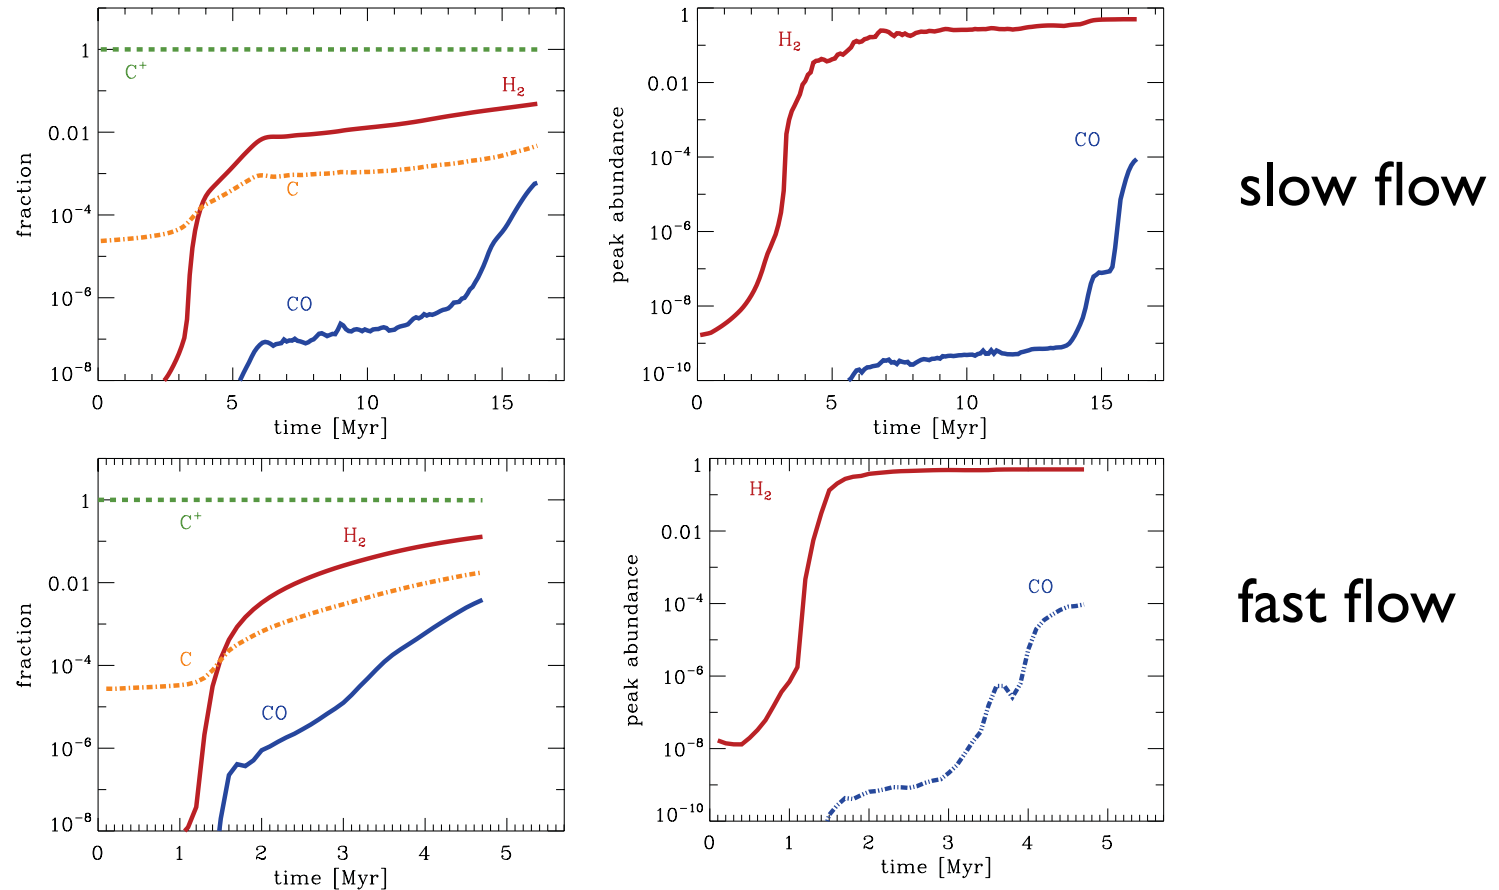 1
0.01
10⁻⁴
10⁻⁶
10⁻⁸
fraction
C⁺
H₂
C
CO
0 5 10 15
time [Myr]
1
0.01
10⁻⁴
10⁻⁶
10⁻⁸
10⁻¹⁰
peak abundance
H₂
CO
0 5 10 15
time [Myr]
slow flow
1
0.01
10⁻⁴
10⁻⁶
10⁻⁸
fraction
C⁺
H₂
C
CO
0 1 2 3 4 5
time [Myr]
1
0.01
10⁻⁴
10⁻⁶
10⁻⁸
10⁻¹⁰
peak abundance
H₂
CO
0 1 2 3 4 5
time [Myr]
fast flow